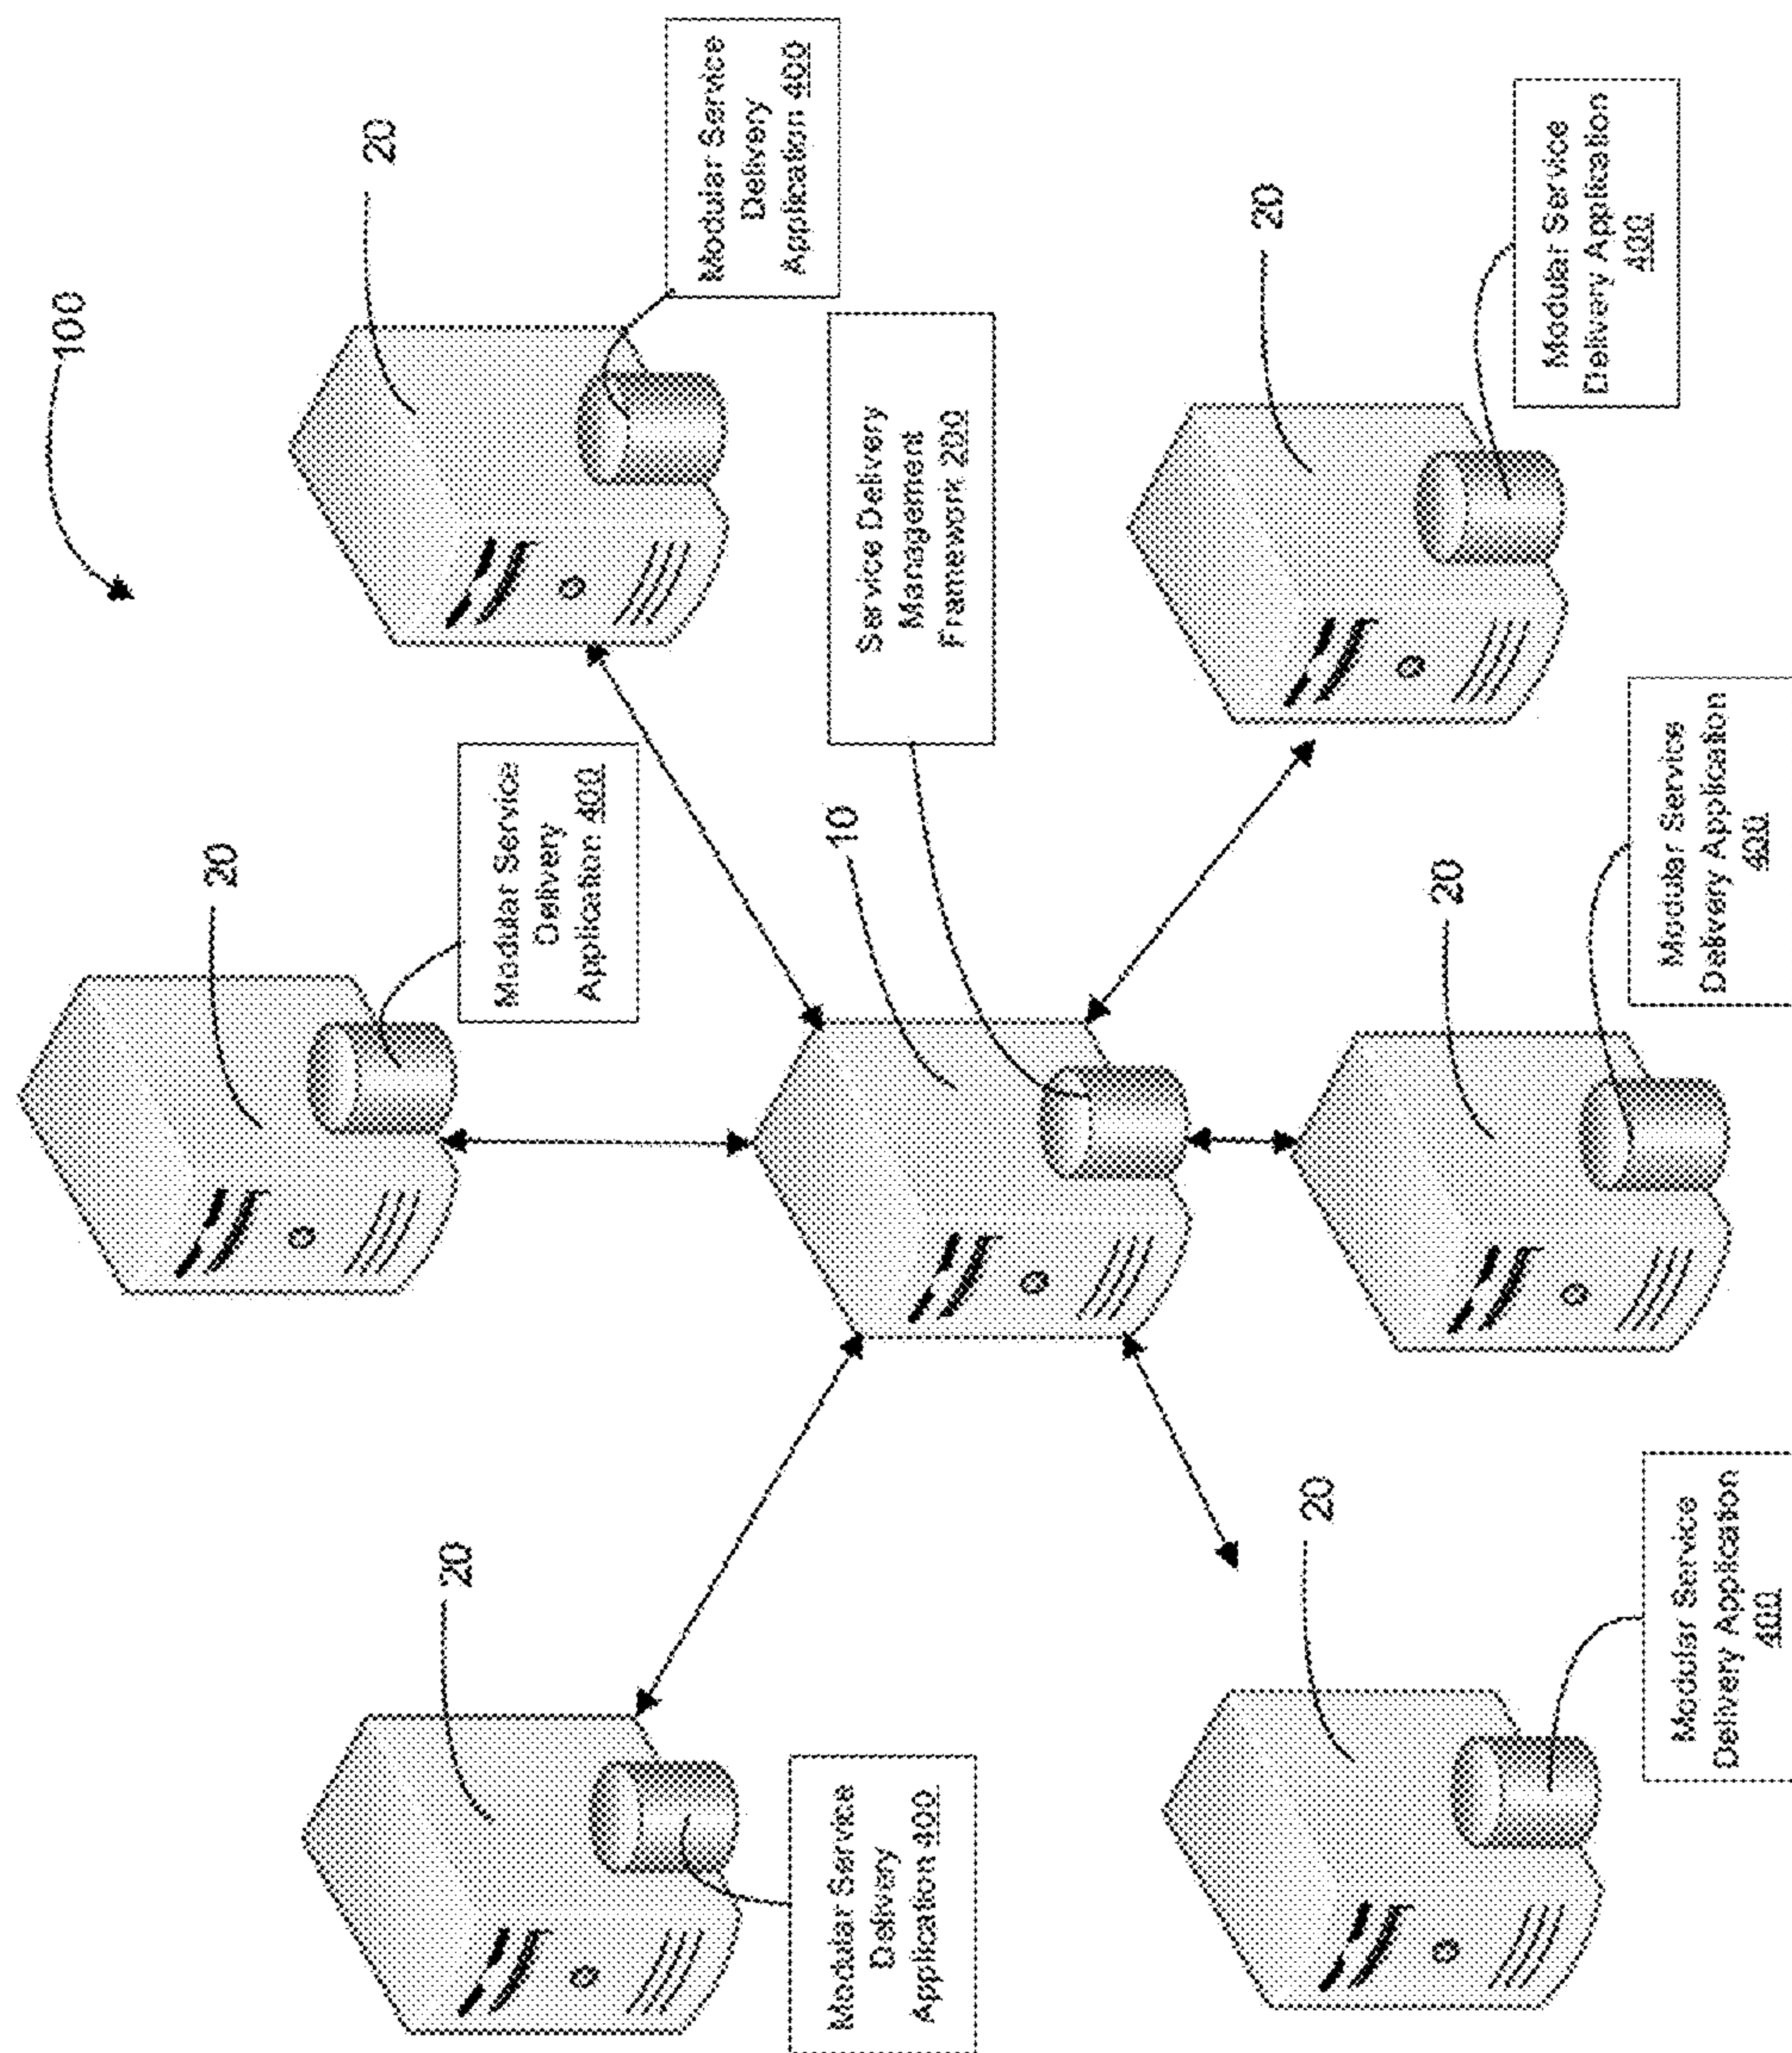 100
20
20
20
Modular Service
Delivery
Application 400
Modular Service
Delivery
Application 400
Modular Service
Delivery
Application 400
10
Service Delivery
Management
Framework 200
20
20
20
Modular Service
Delivery Application
400
Modular Service
Delivery Application
400
Modular Service
Delivery Application
400